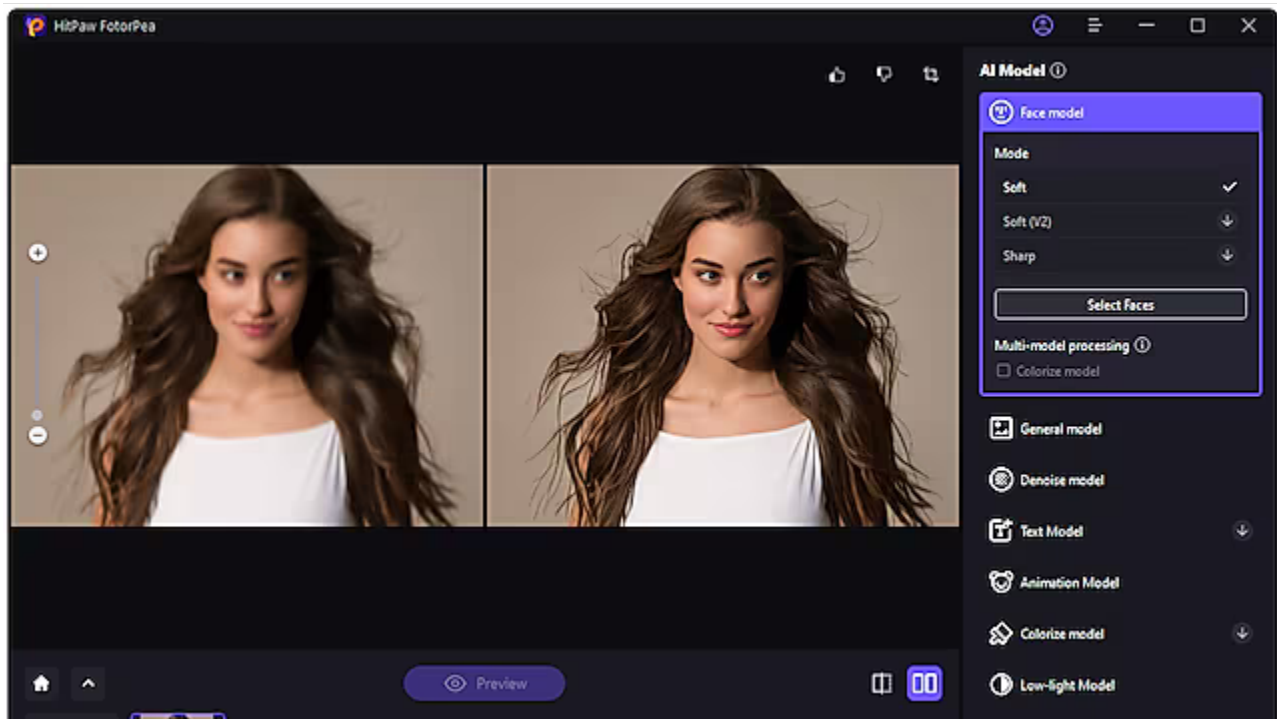 HitPaw FotorPea
AI Model
Face model
Mode
Soft
Soft (V2)
Sharp
Select Faces
Multi-model processing
Colorize model
General model
Denoise model
Text Model
Animation Model
Colorize model
Low-light Model
Preview